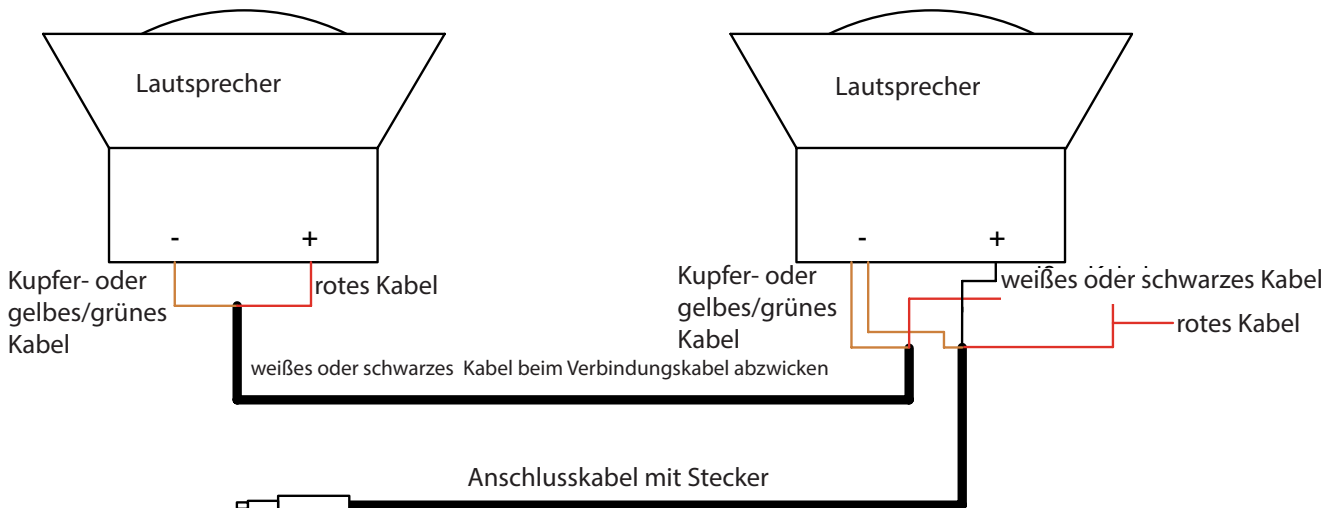 Lautsprecher
Lautsprecher
-
+
-
+
Kupfer- oder
gelbes/grünes
Kabel
rotes Kabel
Kupfer- oder
gelbes/grünes
Kabel
weißes oder schwarzes Kabel
rotes Kabel
weißes oder schwarzes Kabel beim Verbindungskabel abzwicken
Anschlusskabel mit Stecker